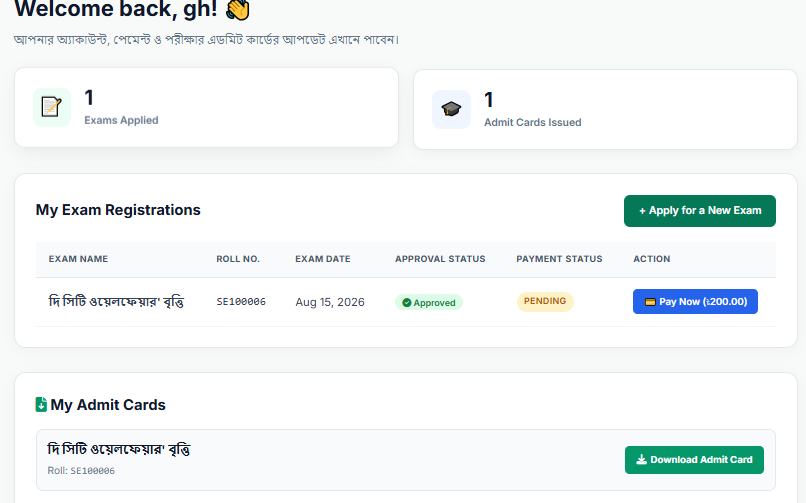 Welcome back, gh! 👋
আপনার অ্যাকাউন্ট, পেমেন্ট ও পরীক্ষার এডমিট কার্ডের আপডেট এখানে পাবেন।
1
Exams Applied
1
Admit Cards Issued
My Exam Registrations
+ Apply for a New Exam
EXAM NAME ROLL NO. EXAM DATE APPROVAL STATUS PAYMENT STATUS ACTION
দি সিটি ওয়েলফেয়ার' বৃত্তি SE100006 Aug 15, 2026 Approved PENDING Pay Now (৳200.00)
My Admit Cards
দি সিটি ওয়েলফেয়ার' বৃত্তি
Roll: SE100006
Download Admit Card